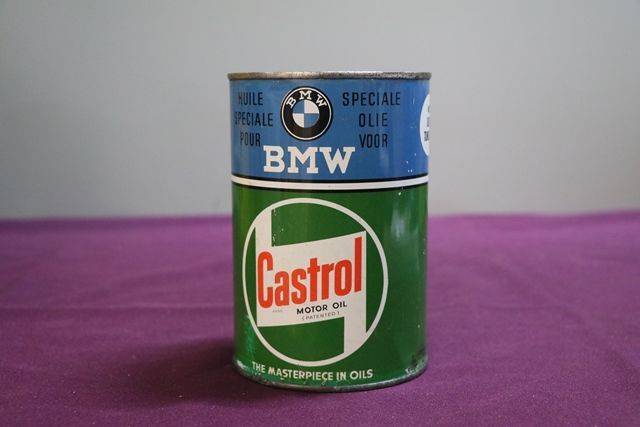 HUILE
SPECIALE
POUR
BMW
SPECIALE
OLIE
VOOR
BMW
Castrol
MOTOR OIL
(PATENTED)
THE MASTERPIECE IN OILS